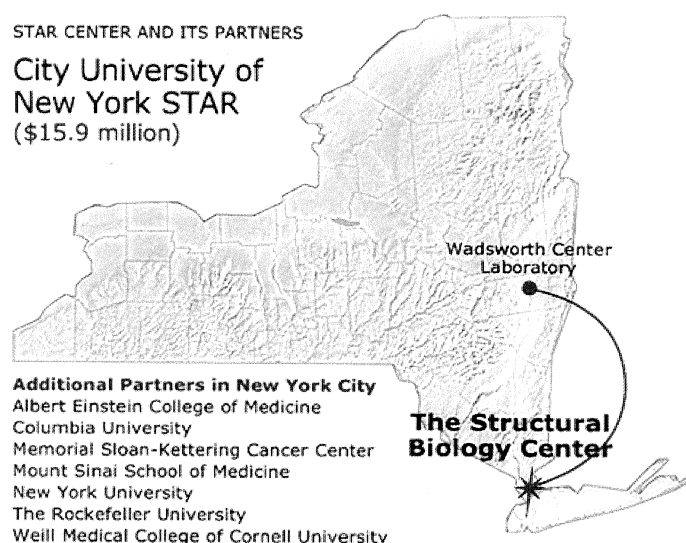 STAR CENTER AND ITS PARTNERS
City University of
New York STAR
($15.9 million)
Wadsworth Center
Laboratory
The Structural
Biology Center
Additional Partners in New York City
Albert Einstein College of Medicine
Columbia University
Memorial Sloan-Kettering Cancer Center
Mount Sinai School of Medicine
New York University
The Rockefeller University
Weill Medical College of Cornell University